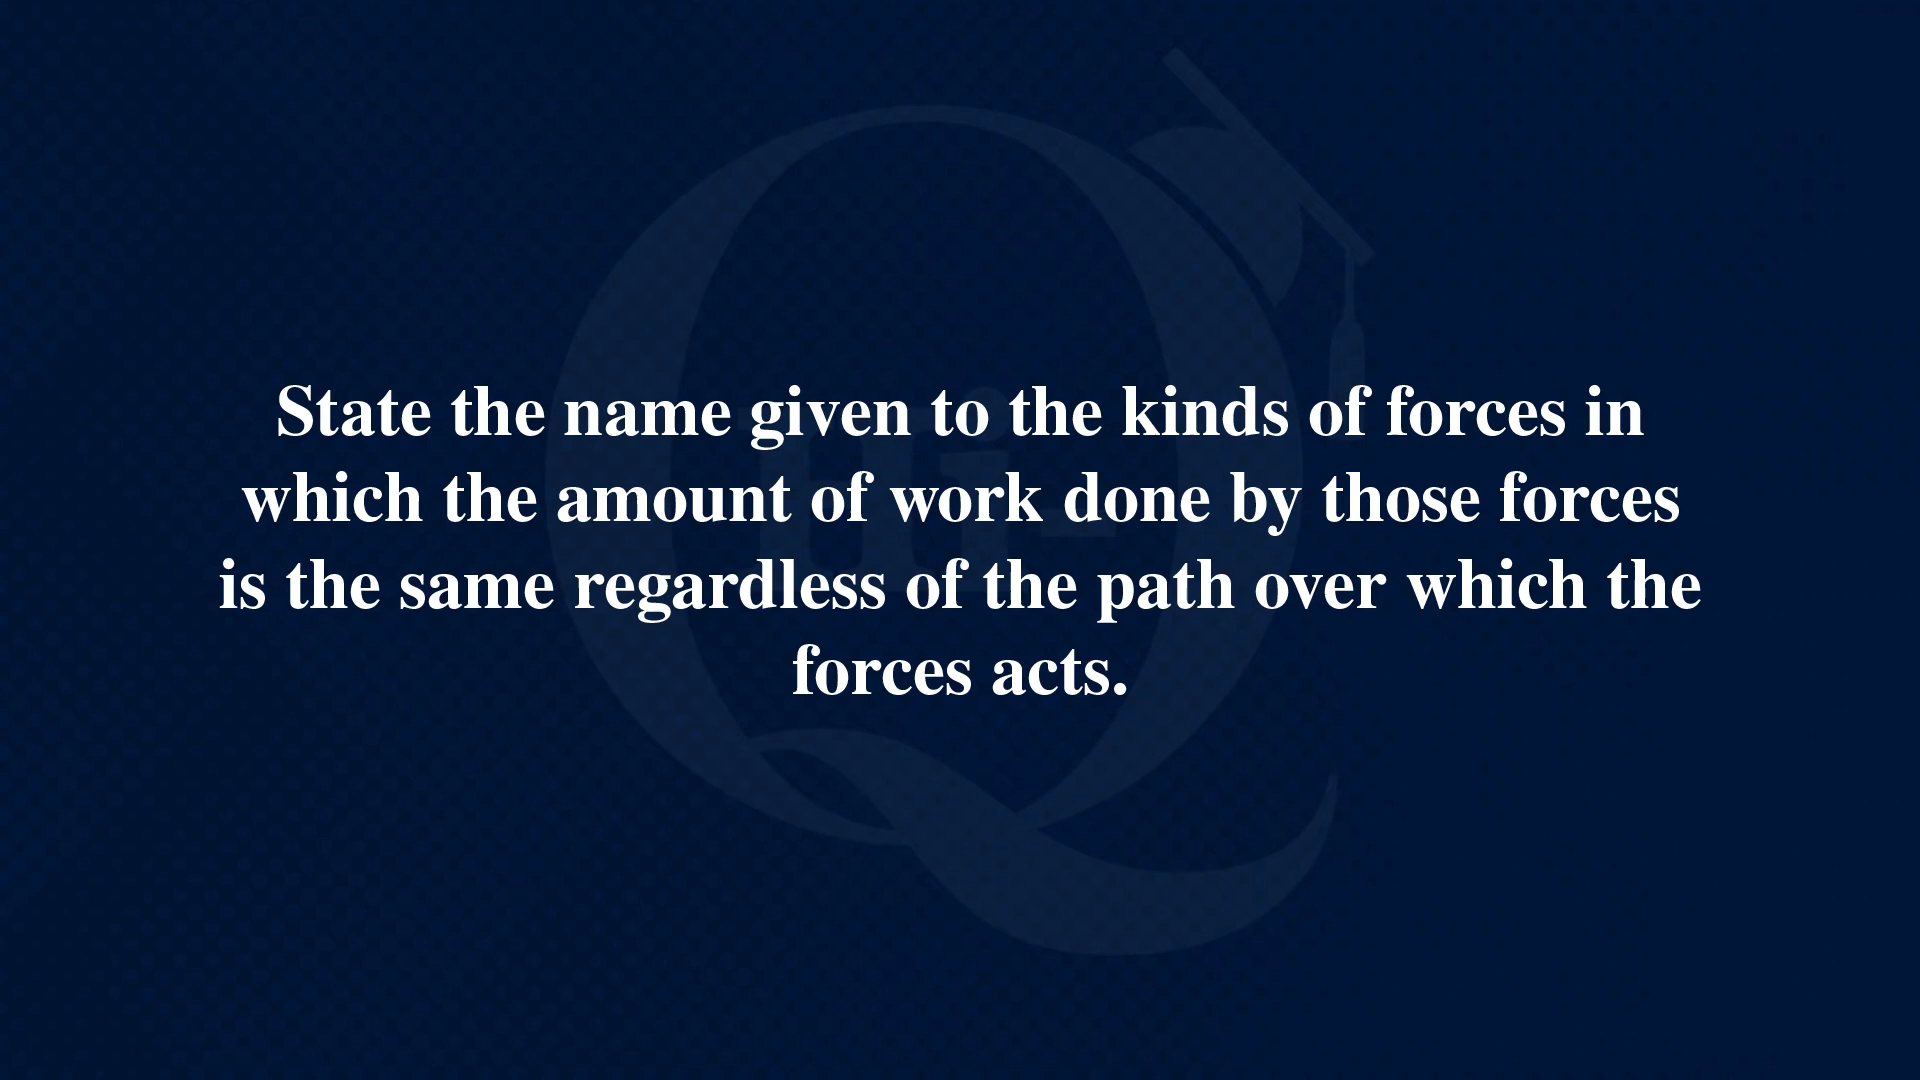 State the name given to the kinds of forces in
which the amount of work done by those forces
is the same regardless of the path over which the
forces acts.